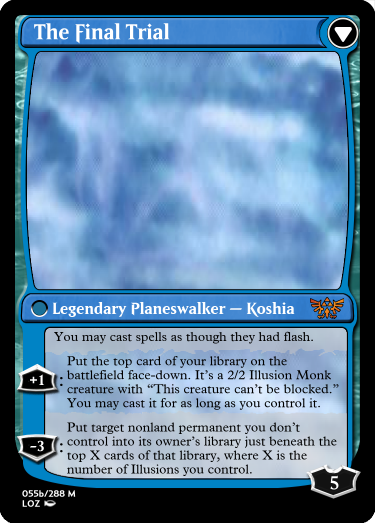 The Final Trial
Legendary Planeswalker — Koshia
You may cast spells as though they had flash.
+1
:
Put the top card of your library on the
battlefield face-down. It's a 2/2 Illusion Monk
creature with “This creature can't be blocked.”
You may cast it for as long as you control it.
-3
:
Put target nonland permanent you don't
control into its owner's library just beneath the
top X cards of that library, where X is the
number of Illusions you control.
5
055b/288 M
LOZ